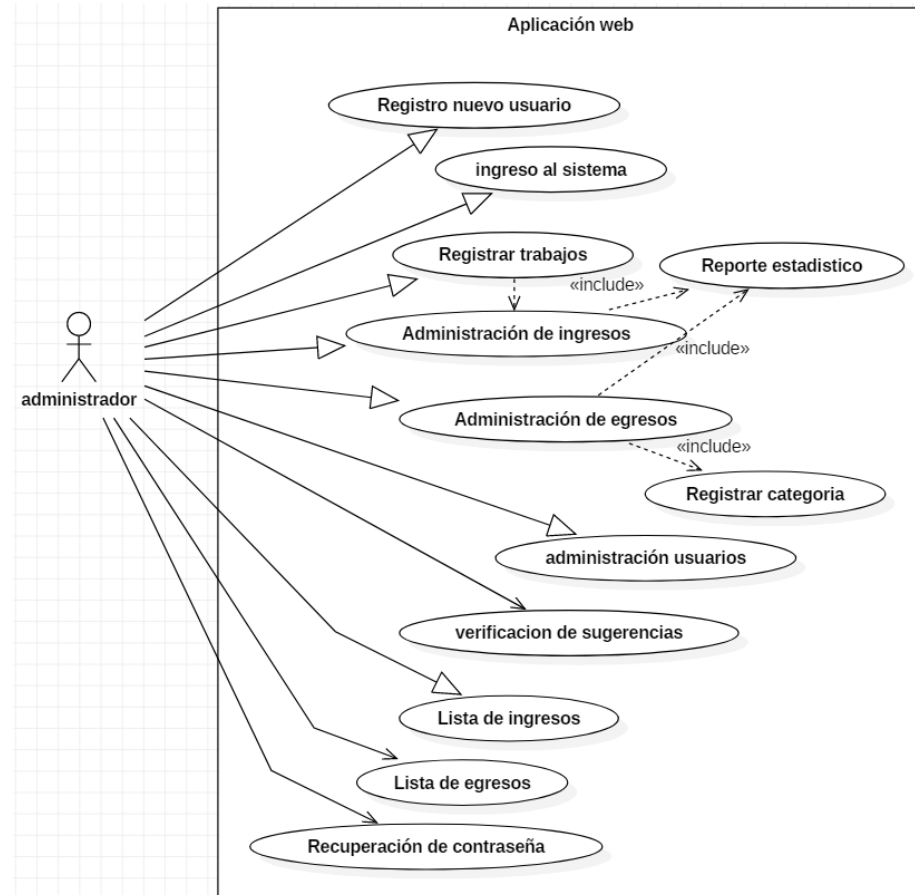 Aplicación web
Registro nuevo usuario
ingreso al sistema
Registrar trabajos
Reporte estadistico
«include»
Administración de ingresos
«include»
administrador
Administración de egresos
«include»
Registrar categoria
administración usuarios
verificacion de sugerencias
Lista de ingresos
Lista de egresos
Recuperación de contraseña